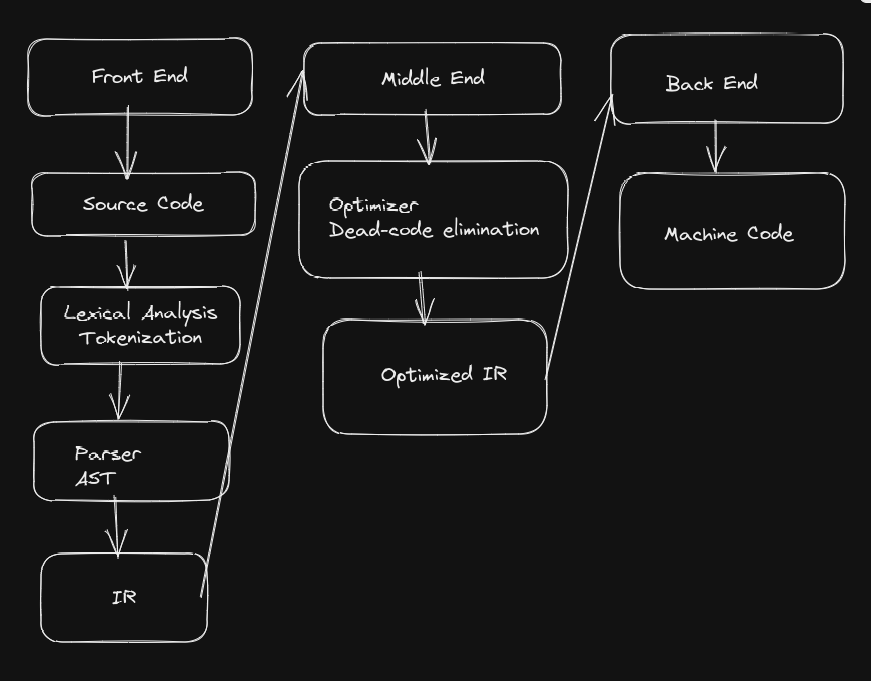 Front End
Source Code
Lexical Analysis
Tokenization
Parser
AST
IR
Middle End
Optimizer
Dead-code elimination
Optimized IR
Back End
Machine Code